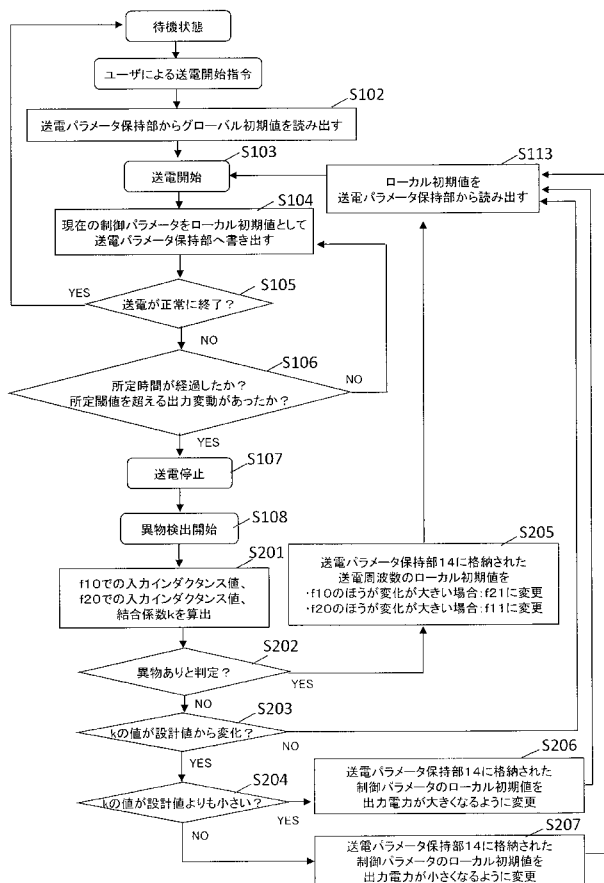 待機状態
ユーザによる送電開始指令
S102
送電パラメータ保持部からグローバル初期値を読み出す
S103
送電開始
S113
ローカル初期値を
送電パラメータ保持部から読み出す
S104
現在の制御パラメータをローカル初期値として
送電パラメータ保持部へ書き出す
S105
YES
送電が正常に終了？
NO
S106
所定時間が経過したか？
所定閾値を超える出力変動があったか？
NO
YES
S107
送電停止
S108
異物検出開始
S201
f10での入力インダクタンス値、
f20での入力インダクタンス値、
結合係数kを算出
S205
送電パラメータ保持部14に格納された
送電周波数のローカル初期値を
・f10のほうが変化が大きい場合：f21に変更
・f20のほうが変化が大きい場合：f11に変更
S202
異物ありと判定？
YES
NO
S203
kの値が設計値から変化？
NO
YES
S204
kの値が設計値よりも小さい？
YES
NO
S206
送電パラメータ保持部14に格納された
制御パラメータのローカル初期値を
出力電力が大きくなるように変更
S207
送電パラメータ保持部14に格納された
制御パラメータのローカル初期値を
出力電力が小さくなるように変更